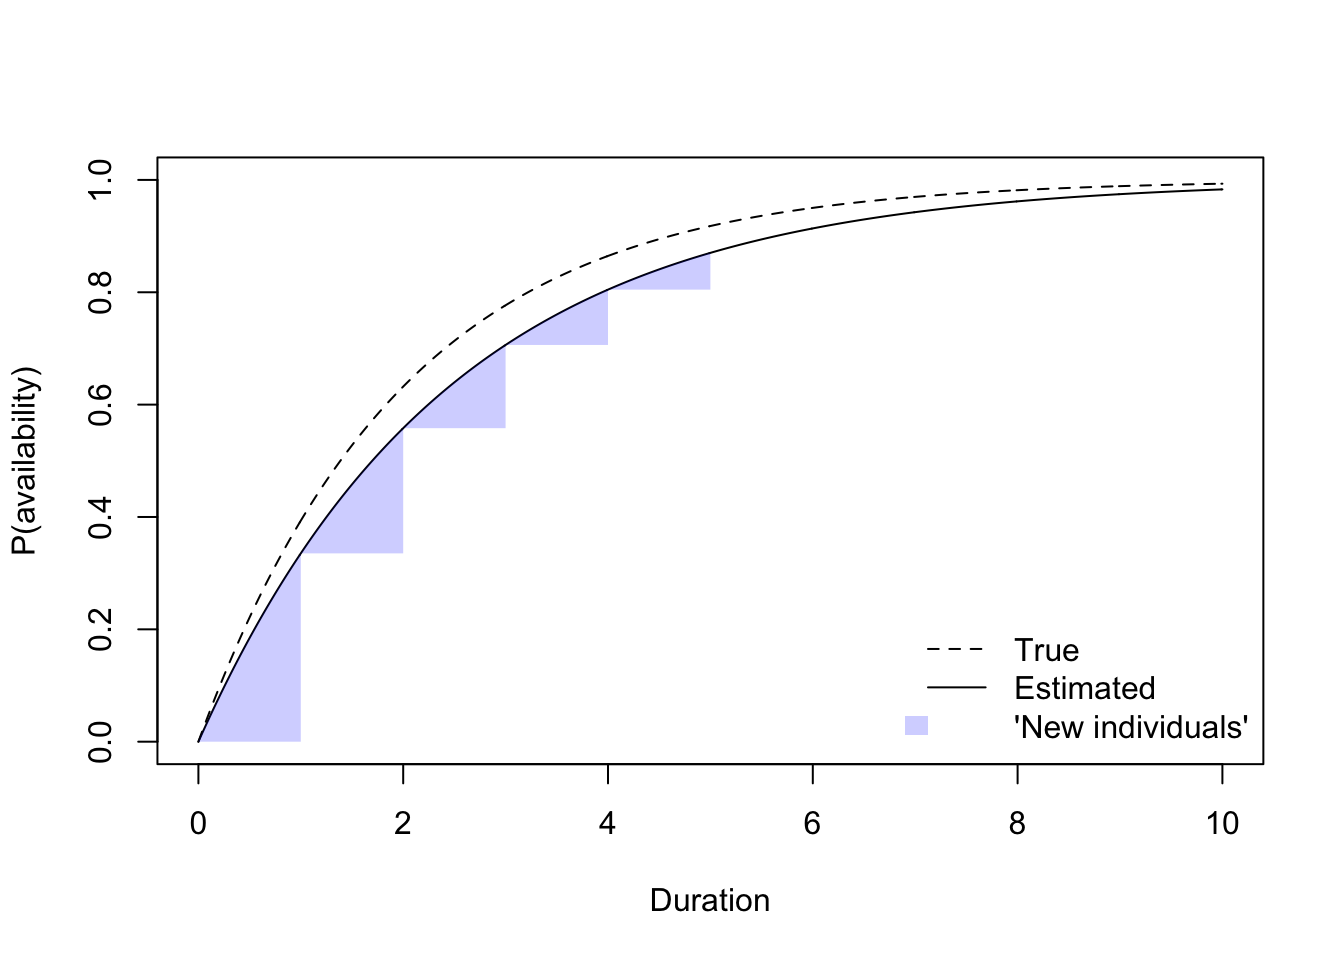 P(availability)
1.0
0.8
0.6
0.4
0.2
0.0
True
Estimated
'New individuals'
0 2 4 6 8 10
Duration